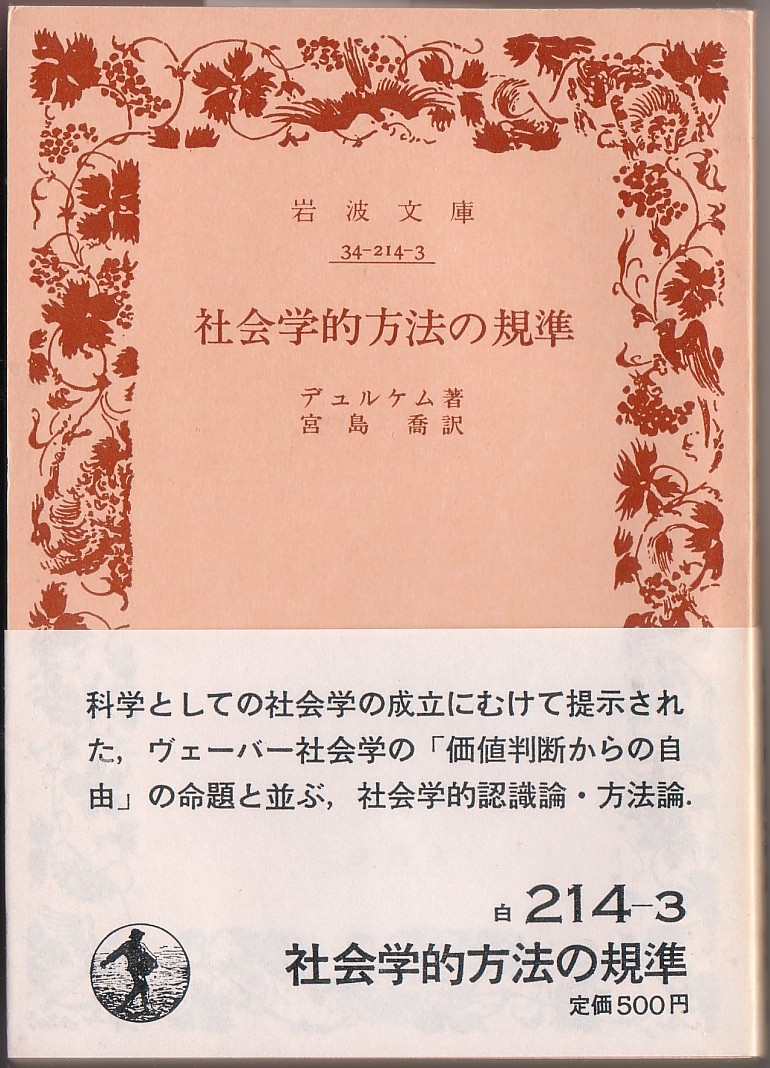 岩波文庫
34-214-3
社会学的方法の規準
デュルケム著
宮島喬訳
科学としての社会学の成立にむけて提示され
た，ヴェーバー社会学の「価値判断からの自
由」の命題と並ぶ，社会学的認識論・方法論．
白 214-3
社会学的方法の規準
定価500円